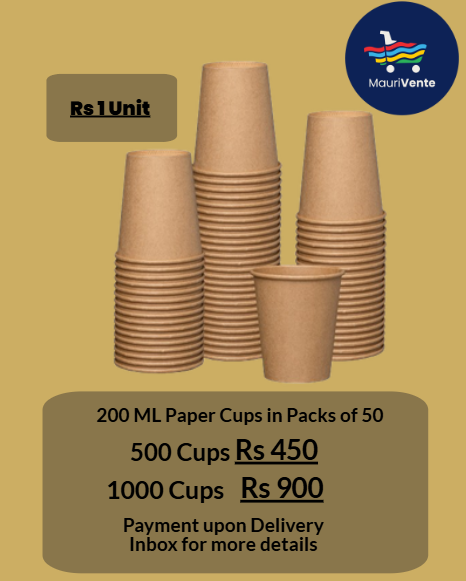 MauriVente
Rs 1 Unit
200 ML Paper Cups in Packs of 50
500 Cups Rs 450
1000 Cups Rs 900
Payment upon Delivery
Inbox for more details